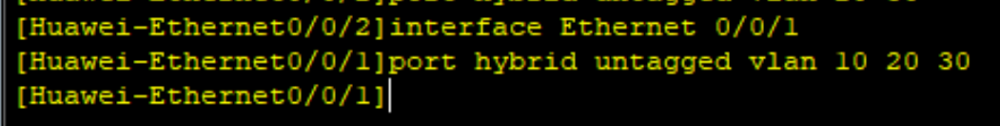 [Huawei-Ethernet0/0/2]interface Ethernet 0/0/1
[Huawei-Ethernet0/0/1]port hybrid untagged vlan 10 20 30
[Huawei-Ethernet0/0/1]